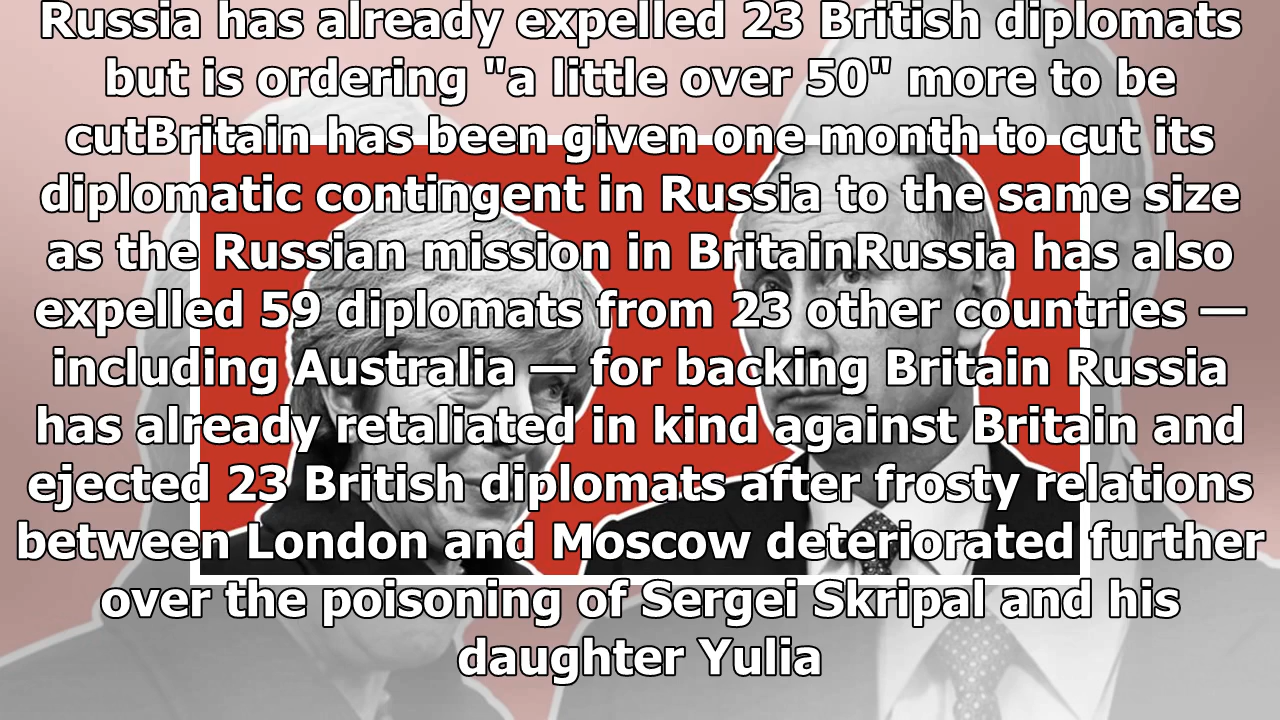 Russia has already expelled 23 British diplomats
but is ordering "a little over 50" more to be
cutBritain has been given one month to cut its
diplomatic contingent in Russia to the same size
as the Russian mission in BritainRussia has also
expelled 59 diplomats from 23 other countries —
including Australia — for backing Britain Russia
has already retaliated in kind against Britain and
ejected 23 British diplomats after frosty relations
between London and Moscow deteriorated further
over the poisoning of Sergei Skripal and his
daughter Yulia